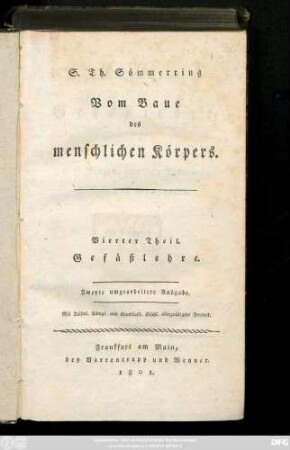 S. Th. Sömmerring
Vom Baue
des
menſchlichen Körpers.
Vierter Theil.
Gefäßlehre.
Zweyte umgearbeitete Ausgabe.
Frankfurt am Main,
bey Varrentrapp und Wenner.
1801.